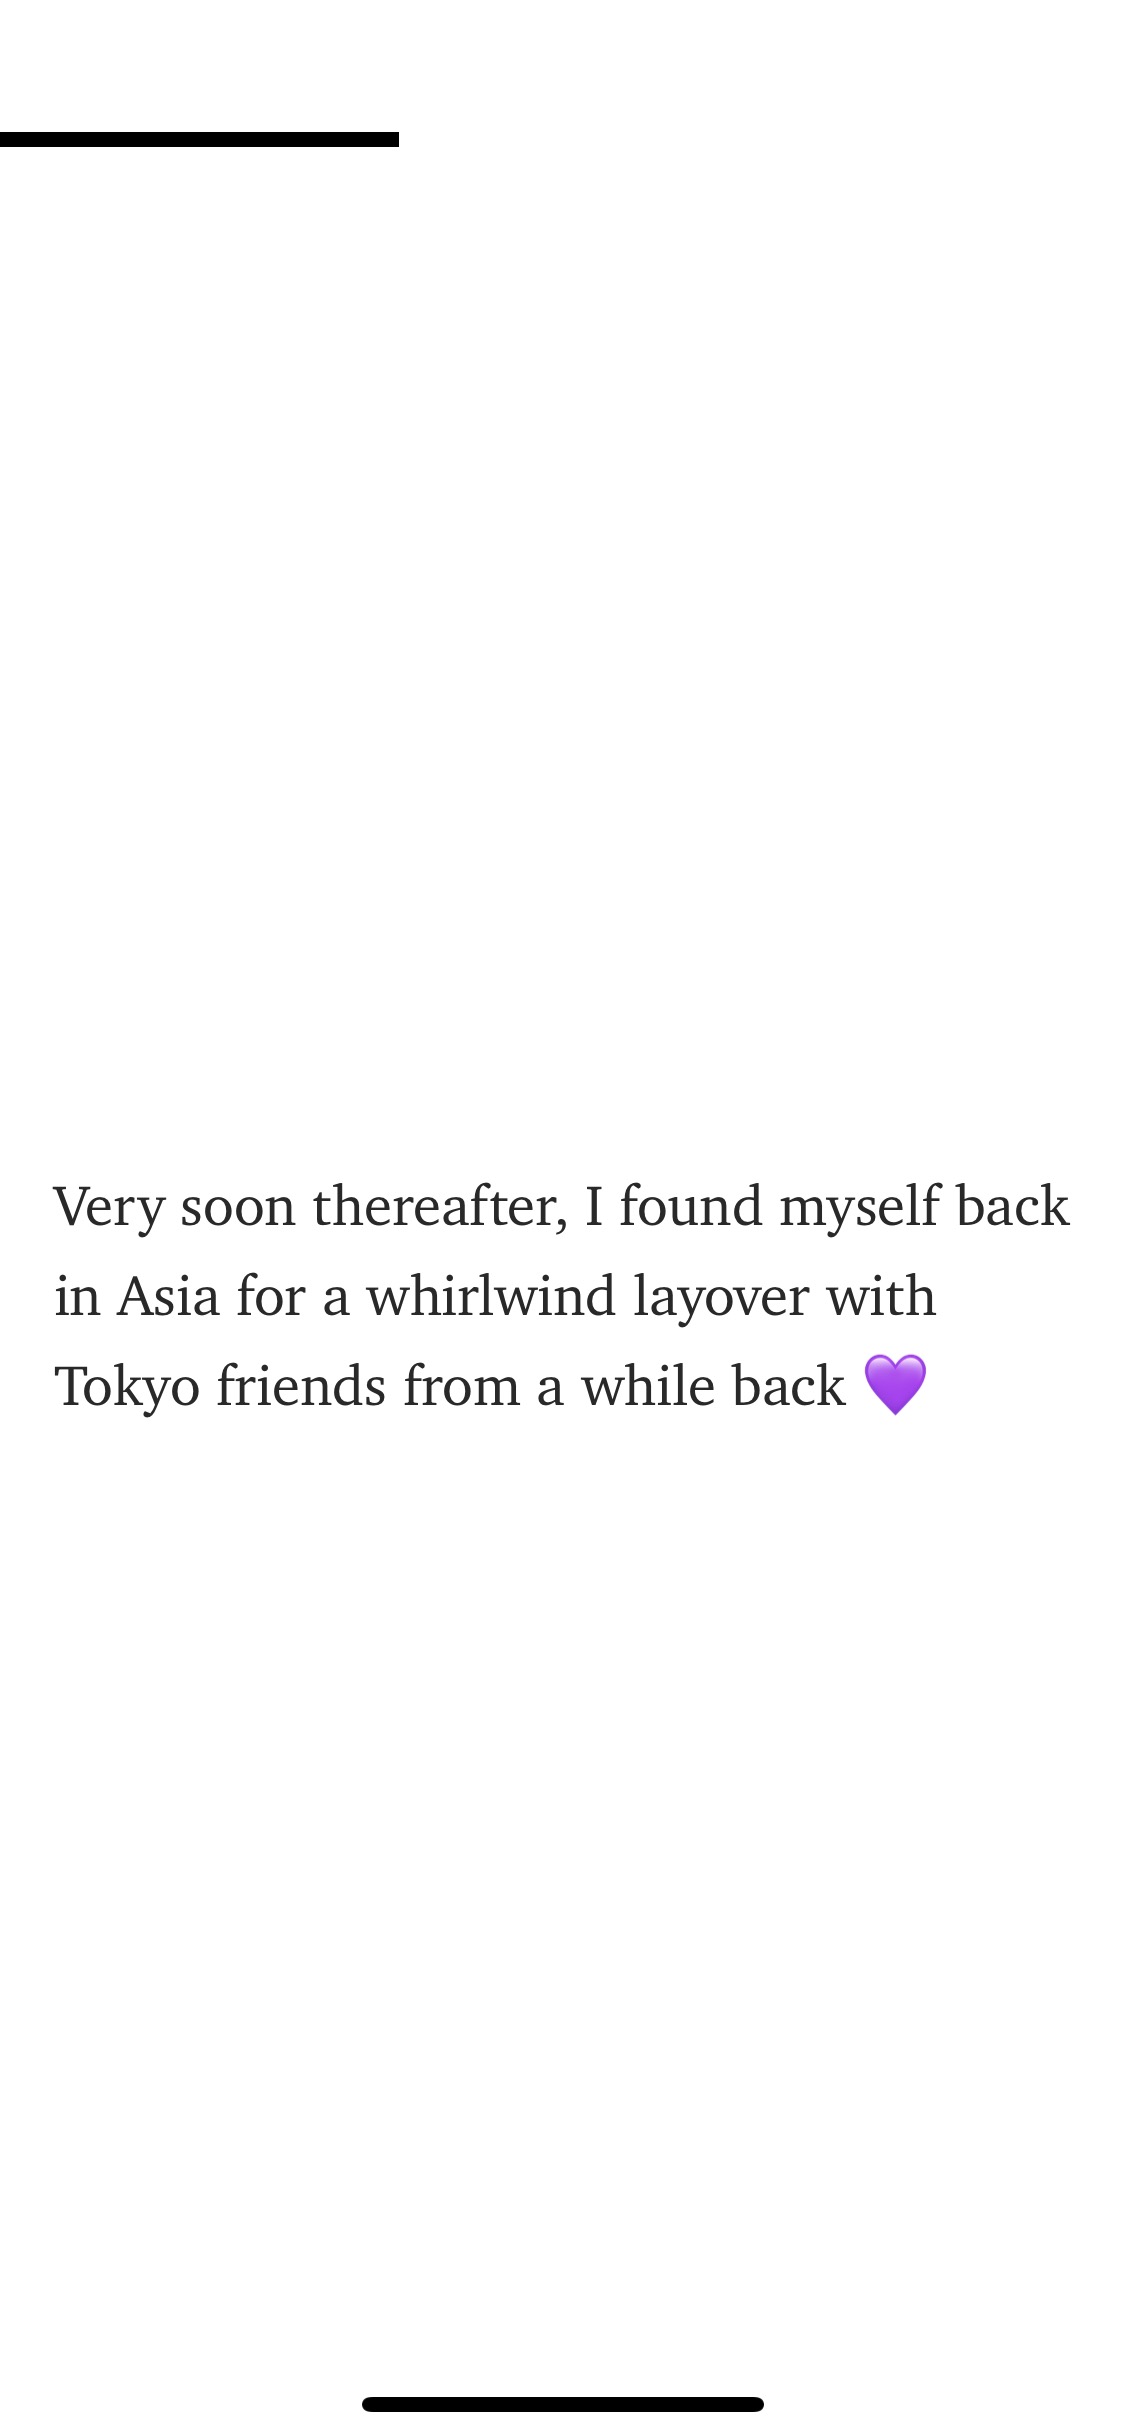 Very soon thereafter, I found myself back
in Asia for a whirlwind layover with
Tokyo friends from a while back 💜